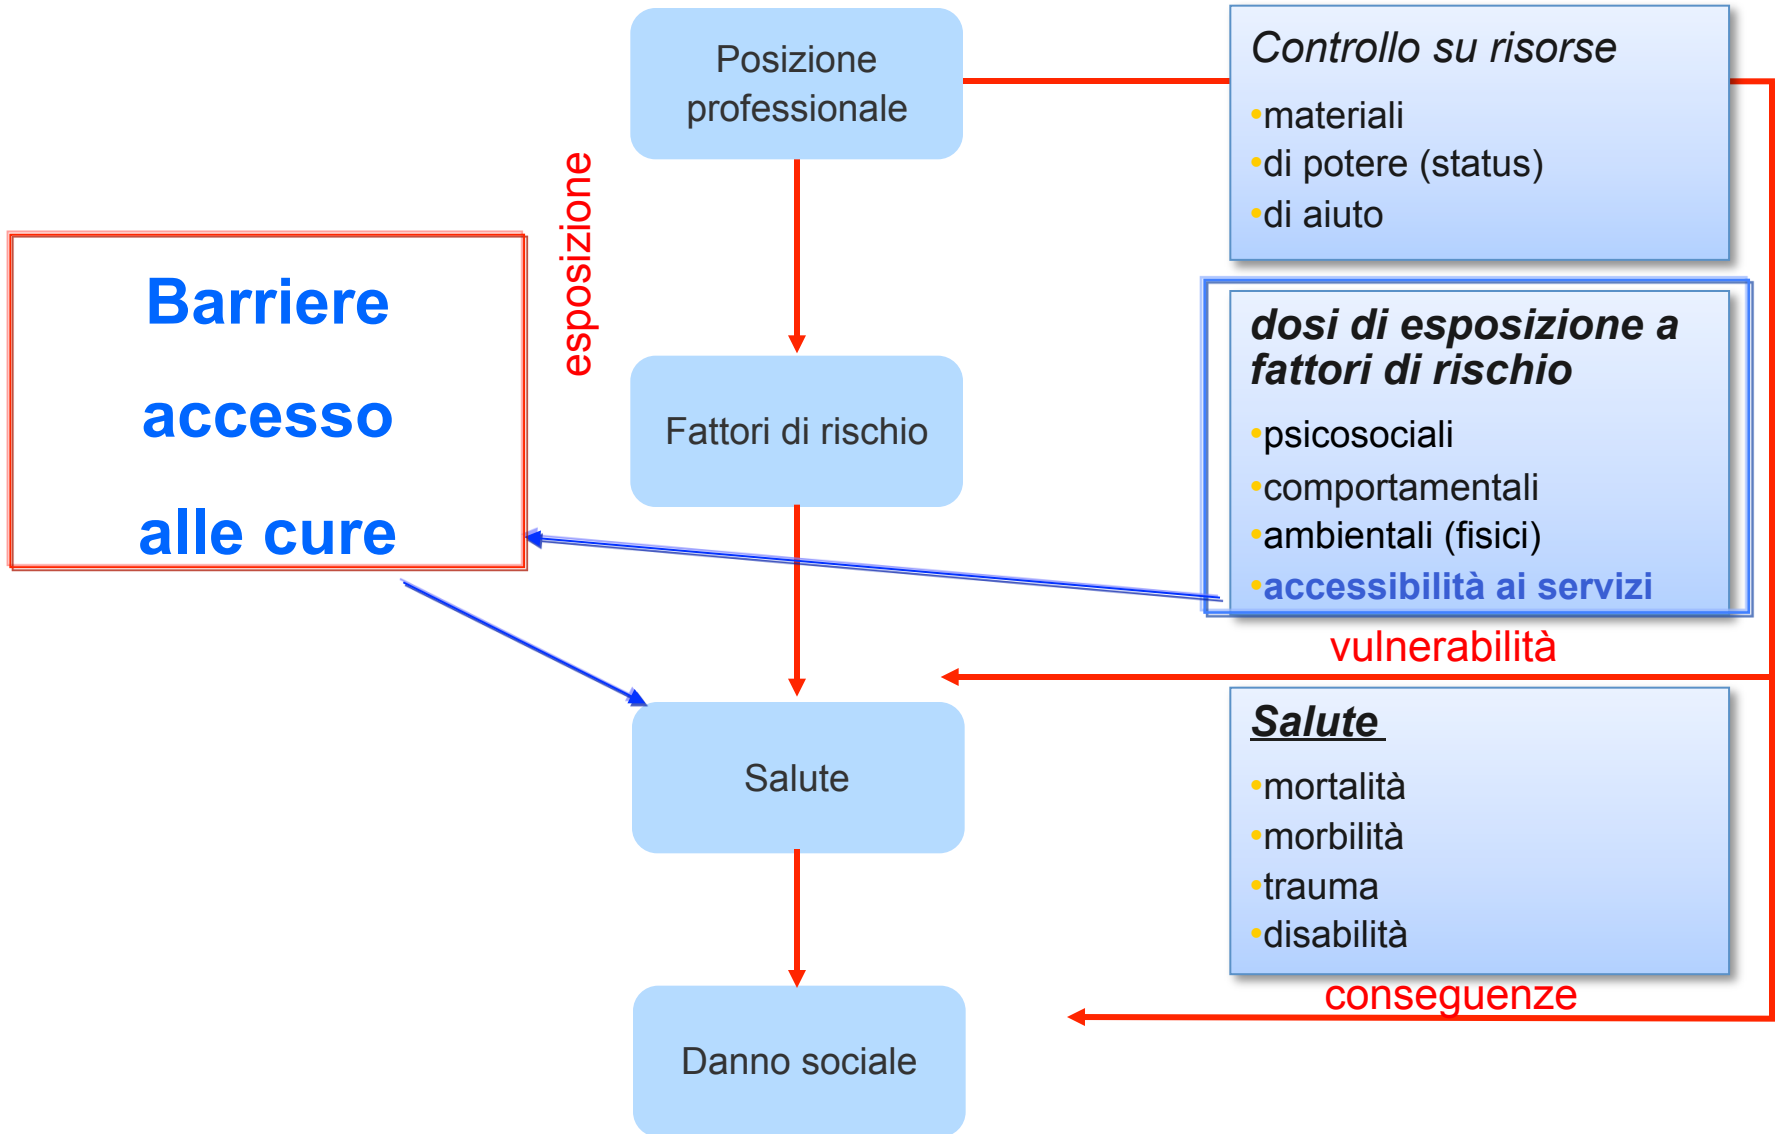 Posizione
professionale
Controllo su risorse
•materiali
•di potere (status)
•di aiuto
esposizione
Barriere
accesso
alle cure
Fattori di rischio
dosi di esposizione a
fattori di rischio
•psicosociali
•comportamentali
•ambientali (fisici)
•accessibilità ai servizi
vulnerabilità
Salute
Salute
•mortalità
•morbilità
•trauma
•disabilità
conseguenze
Danno sociale